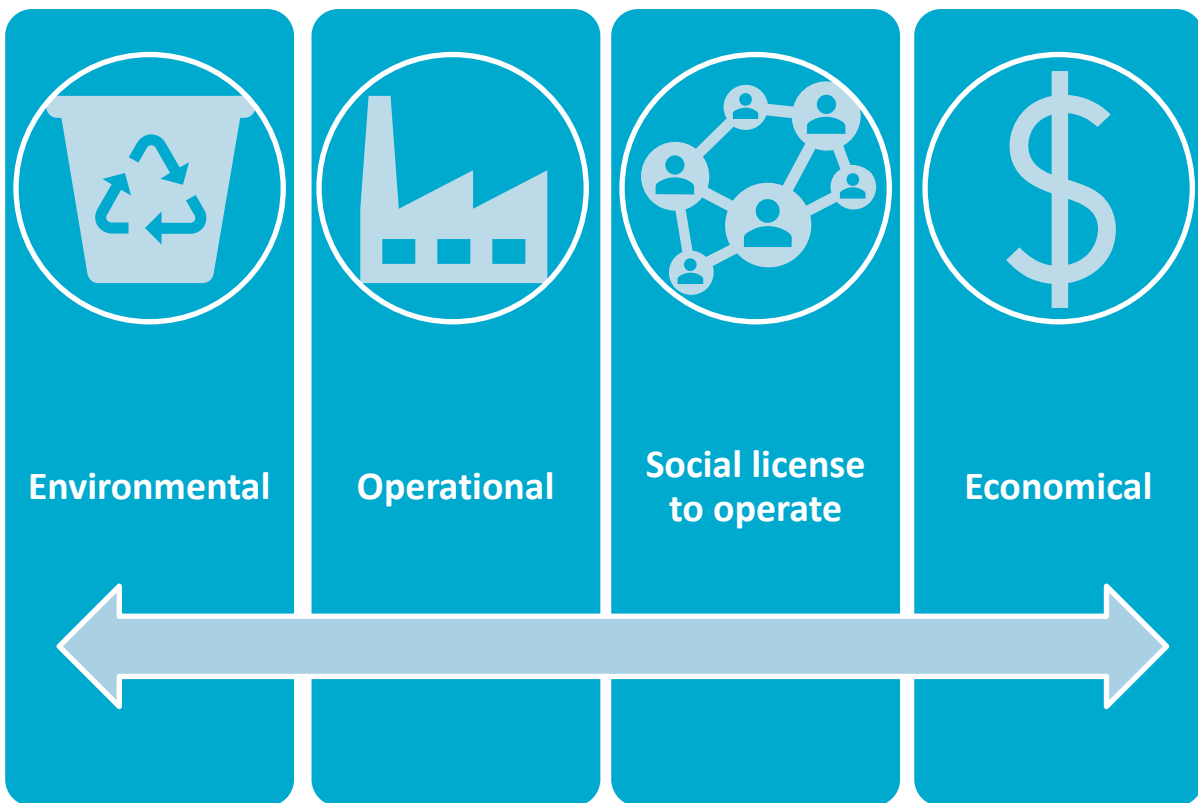 Environmental
Operational
Social license
to operate
Economical